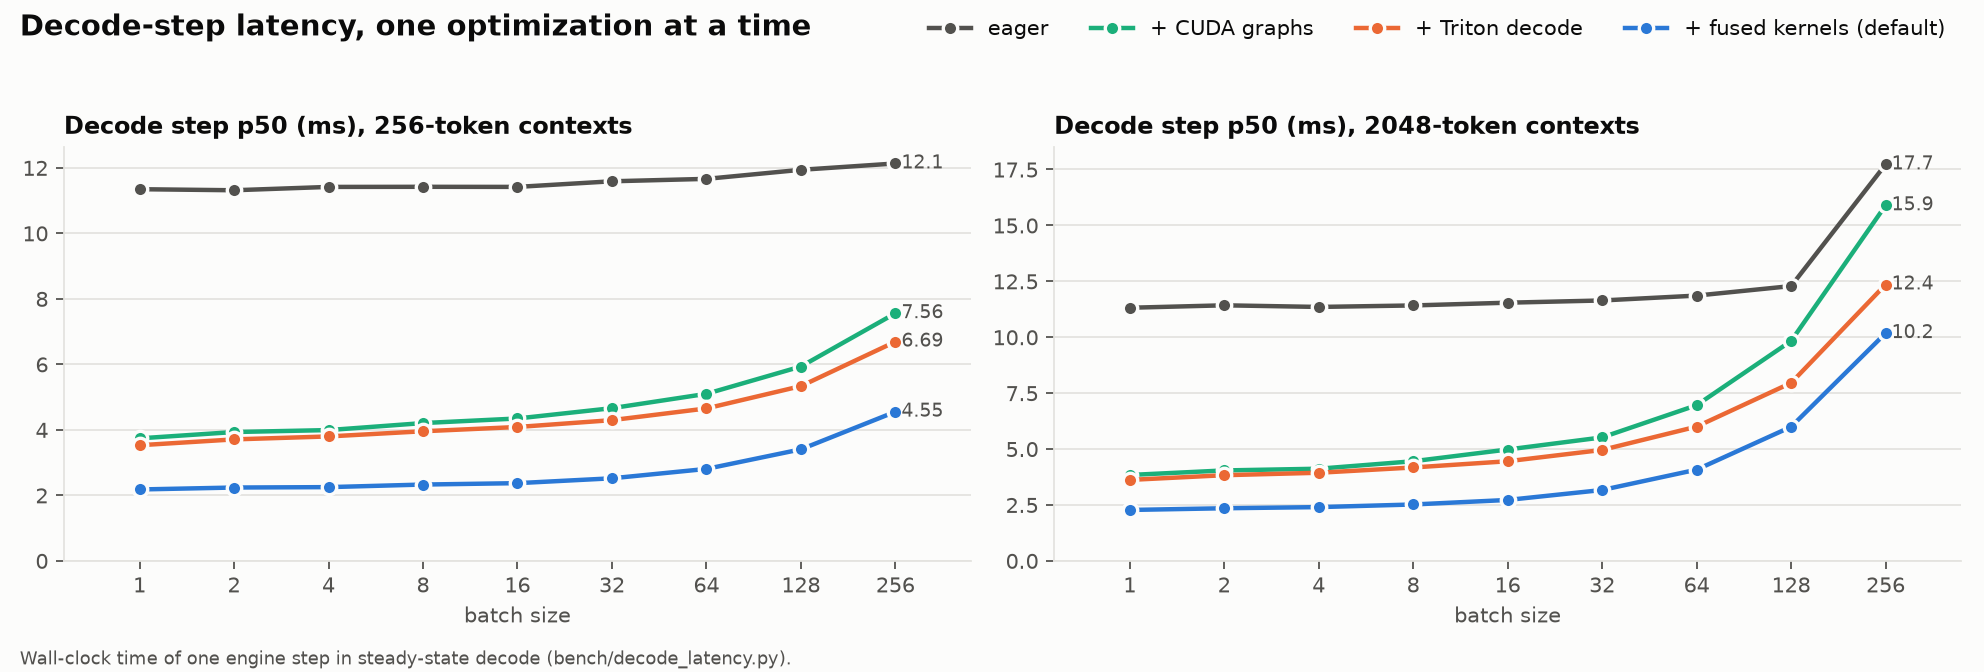 Decode-step latency, one optimization at a time
eager
+ CUDA graphs
+ Triton decode
+ fused kernels (default)
Decode step p50 (ms), 256-token contexts
12
10
8
6
4
2
0
12.1
7.56
6.69
4.55
1 2 4 8 16 32 64 128 256
batch size
Decode step p50 (ms), 2048-token contexts
17.5
15.0
12.5
10.0
7.5
5.0
2.5
0.0
17.7
15.9
12.4
10.2
1 2 4 8 16 32 64 128 256
batch size
Wall-clock time of one engine step in steady-state decode (bench/decode_latency.py).